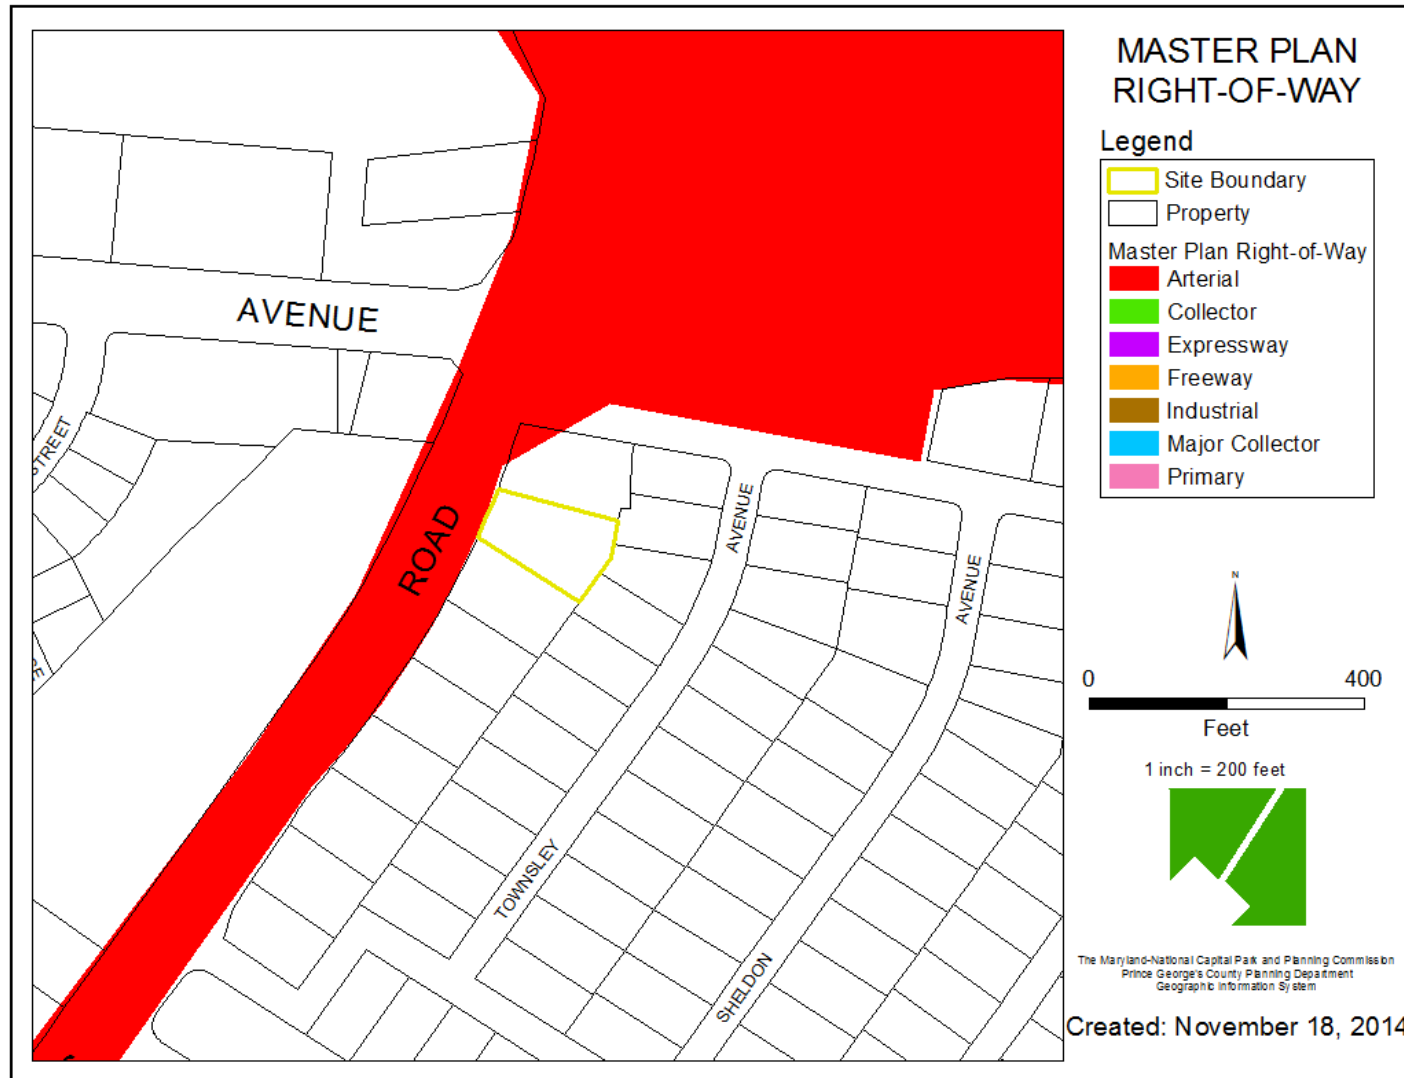 MASTER PLAN
RIGHT-OF-WAY
Legend
Site Boundary
Property
Master Plan Right-of-Way
Arterial
Collector
Expressway
Freeway
Industrial
Major Collector
Primary
AVENUE
STREET
ROAD
AVENUE
AVENUE
TOWNSLEY
SHELDON
N
0 400
Feet
1 inch = 200 feet
The Maryland-National Capital Park and Planning Commission
Prince George's County Planning Department
Geographic Information System
Created: November 18, 2014